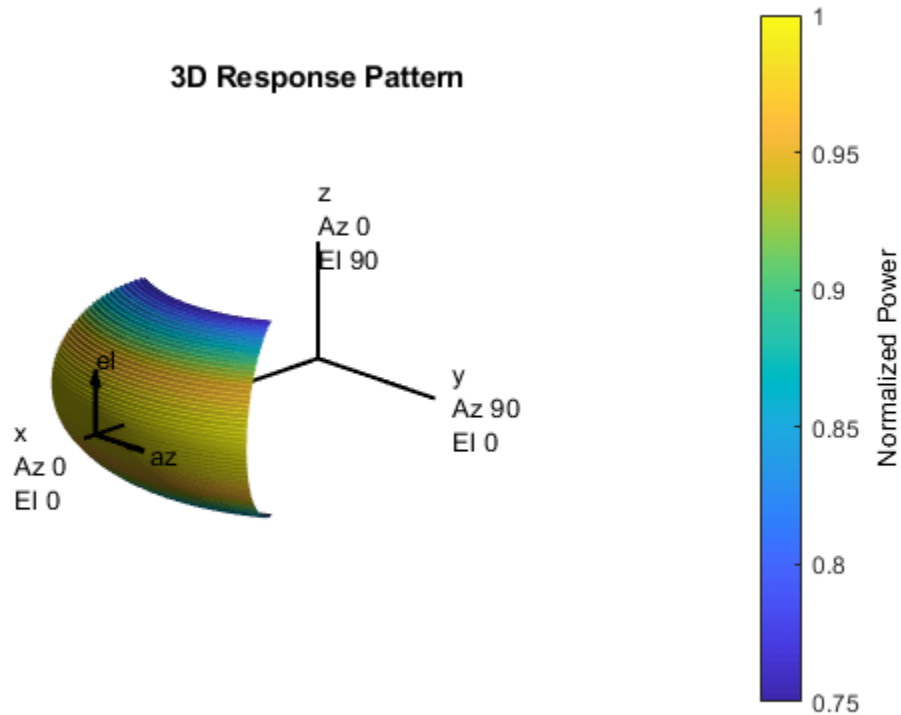 3D Response Pattern
z
Az 0
El 90
el
az
x
Az 0
El 0
y
Az 90
El 0
1
0.95
0.9
0.85
0.8
0.75
Normalized Power